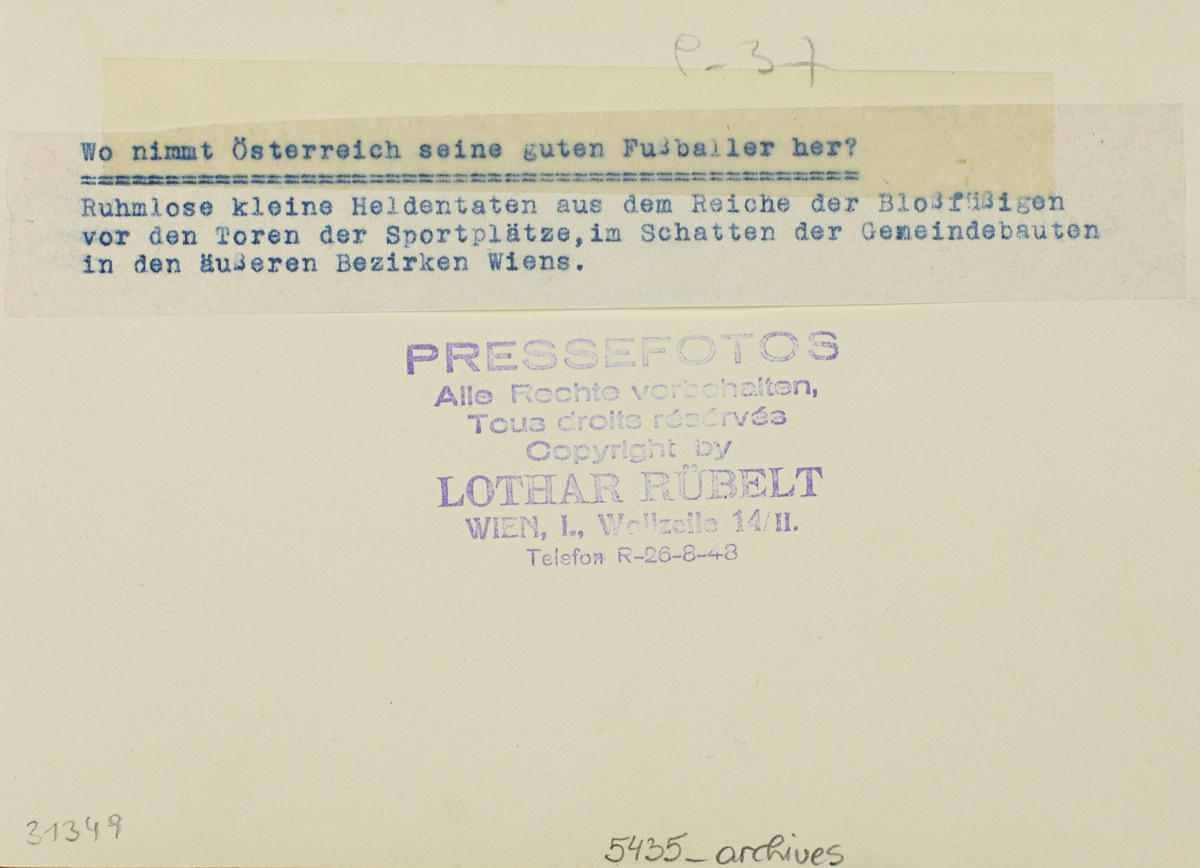 P-37
Wo nimmt Österreich seine guten Fußballer her?
==============================================
Ruhmlose kleine Heldentaten aus dem Reiche der Bloßfüßigen
vor den Toren der Sportplätze,im Schatten der Gemeindebauten
in den äußeren Bezirken Wiens.
PRESSEFOTOS
Alle Rechte vorbehalten,
Tous droits résérvés
Copyright by
LOTHAR RÜBELT
WIEN, I., Wollzeile 14/II.
Telefon R-26-8-48
31349
5435_archives